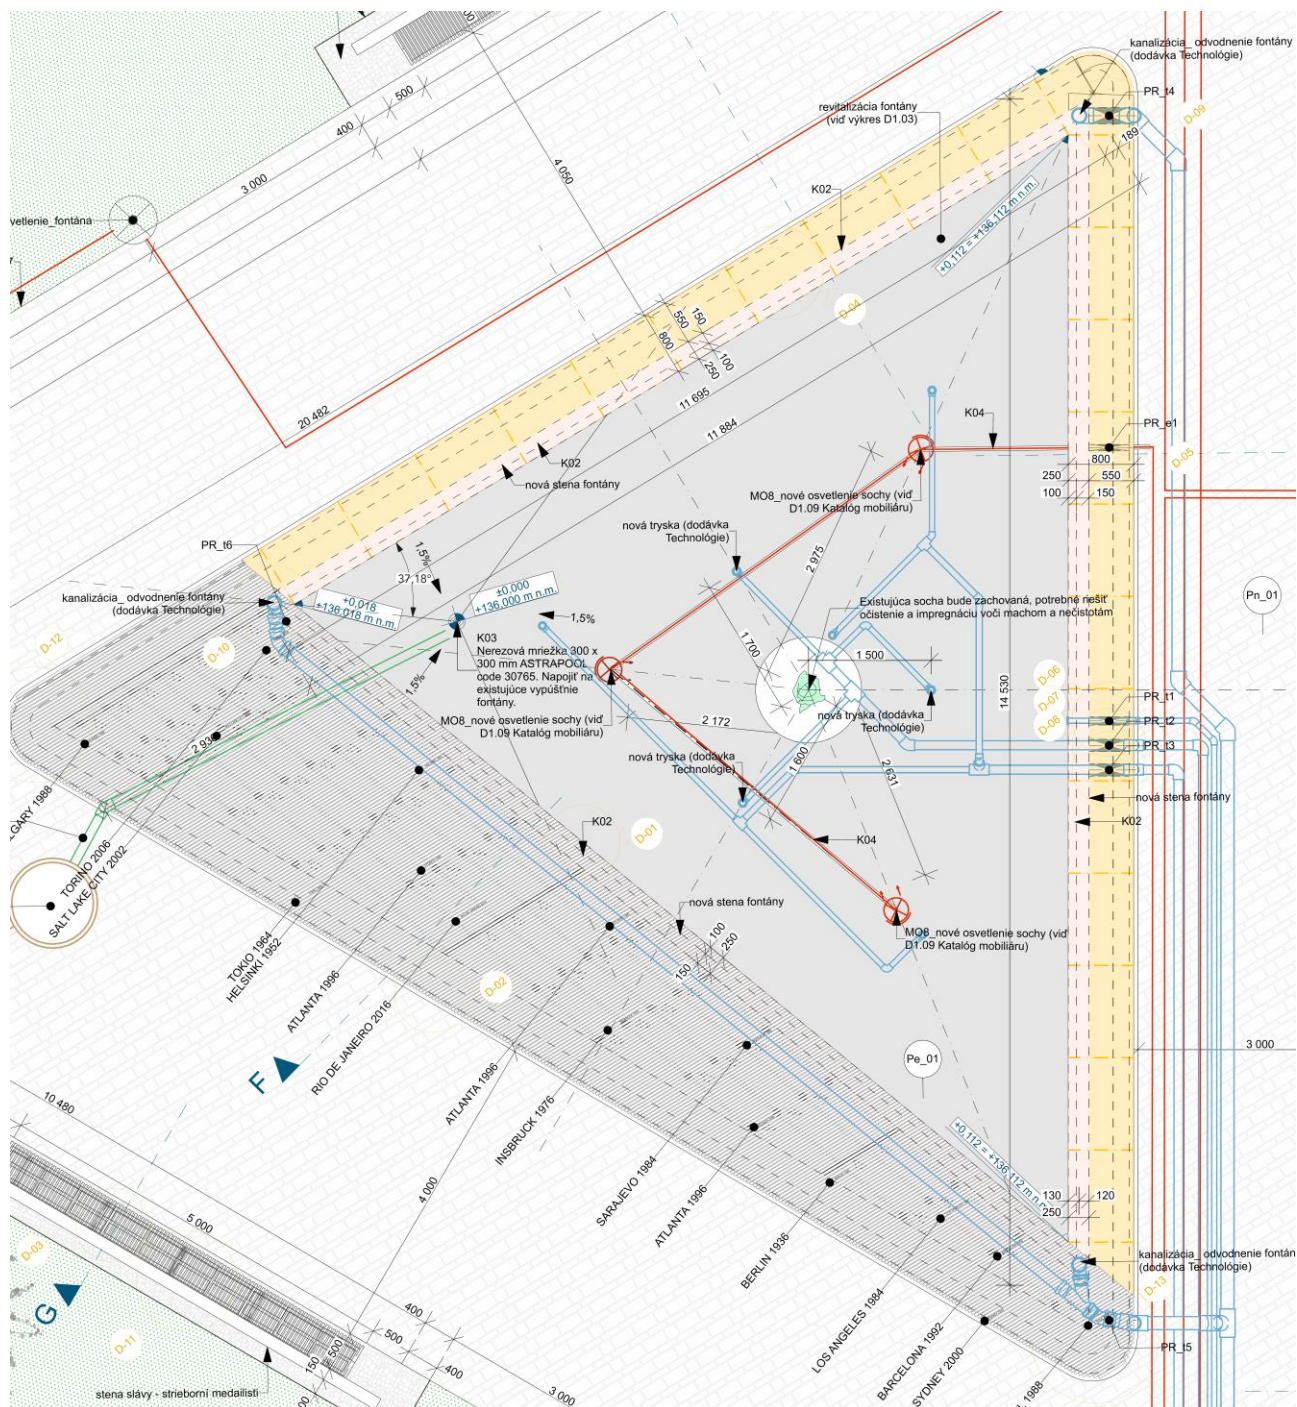 kanalizácia_ odvodnenie fontány
(dodávka Technológie)
PR_t4
D-09
189
500
400
3 000
4 050
revitalizácia fontány
(viď výkres D1.03)
K02
+0,112 = +136,112 m n.m.
vetlenie_fontána
D-04
550
150
800
100
250
11 695
11 884
20 482
K02
nová stena fontány
K04
PR_e1
D-05
800
250
550
100
150
MO8_nové osvetlenie sochy (viď
D1.09 Katalóg mobiliáru)
nová tryska (dodávka
Technológie)
2 975
PR_t6
1,5%
37,18°
kanalizácia_ odvodnenie fontány
(dodávka Technológie)
+0,018
+136,018 m n.m.
±0,000
+136,000 m n.m.
1,5%
Existujúca socha bude zachovaná, potrebné riešiť
očistenie a impregnáciu voči machom a nečistotám
Pn_01
D-12
D-10
K03
Nerezová mriežka 300 x
300 mm ASTRAPOOL
code 30765. Napojiť na
existujúce vypúšťnie
fontány.
1,5%
1 700
1 500
14 530
D-06
D-07
D-08
PR_t1
PR_t2
PR_t3
MO8_nové osvetlenie sochy (viď
D1.09 Katalóg mobiliáru)
2 172
nová tryska (dodávka
Technológie)
nová tryska (dodávka
Technológie)
1 600
2 631
nová stena fontány
K02
LGARY 1988
TORINO 2006
SALT LAKE CITY 2002
K02
D-01
K04
nová stena fontány
100
250
150
MO8_nové osvetlenie sochy (viď
D1.09 Katalóg mobiliáru)
TOKIO 1964
HELSINKI 1952
ATLANTA 1996
D-02
RIO DE JANEIRO 2016
F
ATLANTA 1996
INSBRUCK 1976
Pe_01
3 000
10 480
SARAJEVO 1984
ATLANTA 1996
BERLIN 1936
LOS ANGELES 1984
BARCELONA 1992
SYDNEY 2000
1988
130
120
250
kanalizácia_ odvodnenie fontán
(dodávka Technológie)
D-13
PR_t5
4 000
5 000
D-03
G
D-11
400
500
400
3 000
500
150
stena slávy - strieborní medailisti